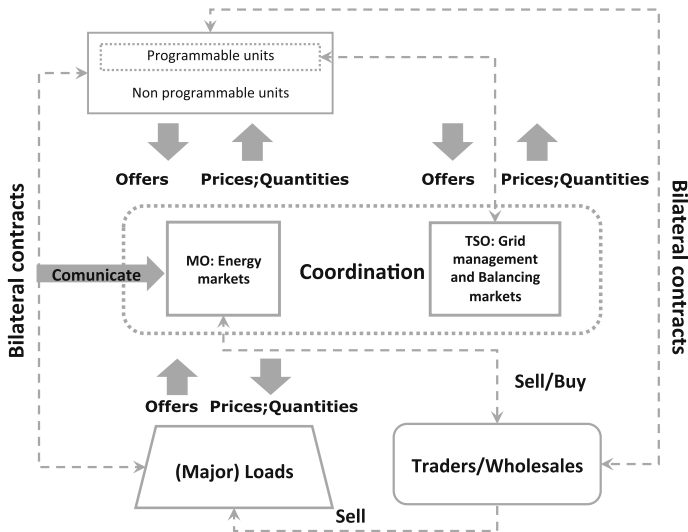 Programmable units
Non programmable units
Offers
Prices;Quantities
Offers
Prices;Quantities
Bilateral contracts
Bilateral contracts
Comunicate
MO: Energy
markets
Coordination
TSO: Grid
management
and Balancing
markets
Offers
Prices;Quantities
Sell/Buy
(Major) Loads
Traders/Wholesales
Sell